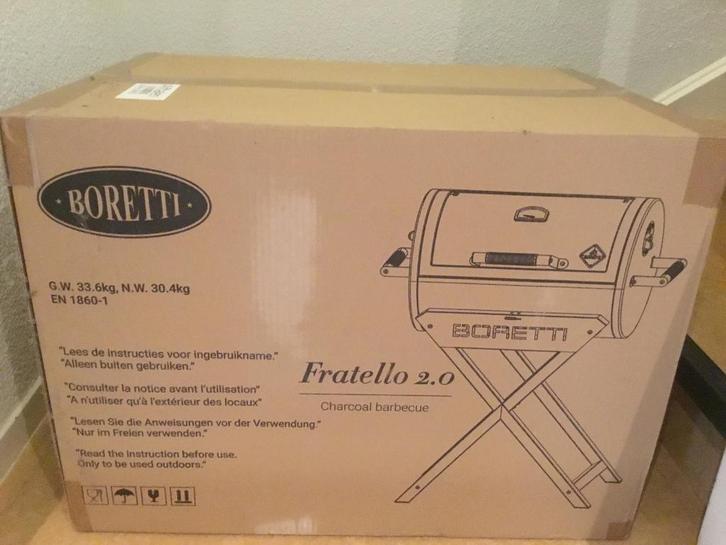 BORETTI
G.W. 33.6kg, N.W. 30.4kg
EN 1860-1
"Lees de instructies voor ingebruikname."
"Alleen buiten gebruiken."
"Consulter la notice avant l'utilisation"
"A n'utiliser qu'à l'extérieur des locaux"
"Lesen Sie die Anweisungen vor der Verwendung."
"Nur im Freien verwenden."
"Read the instruction before use.
Only to be used outdoors."
Fratello 2.0
Charcoal barbecue
BORETTI